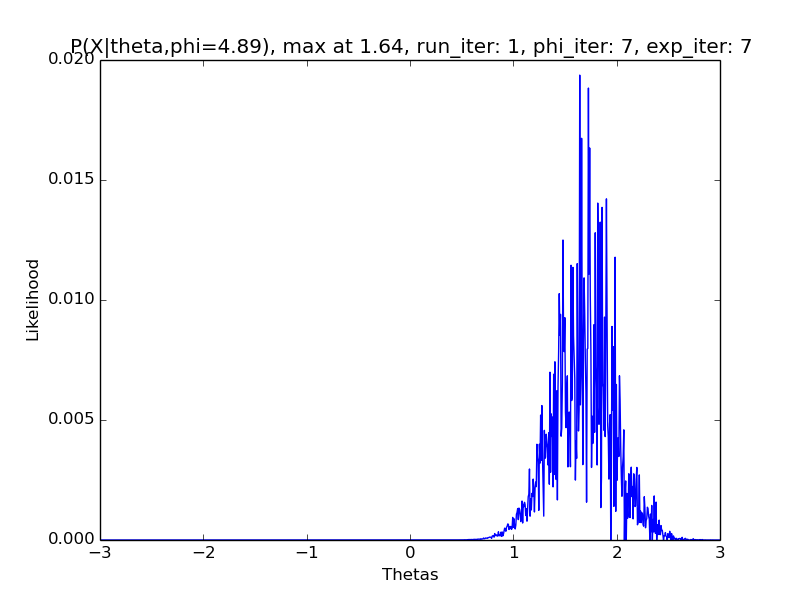 P(X|theta,phi=4.89), max at 1.64, run_iter: 1, phi_iter: 7, exp_iter: 7
0.020
0.015
0.010
0.005
0.000
Likelihood
−3 −2 −1 0 1 2 3
Thetas